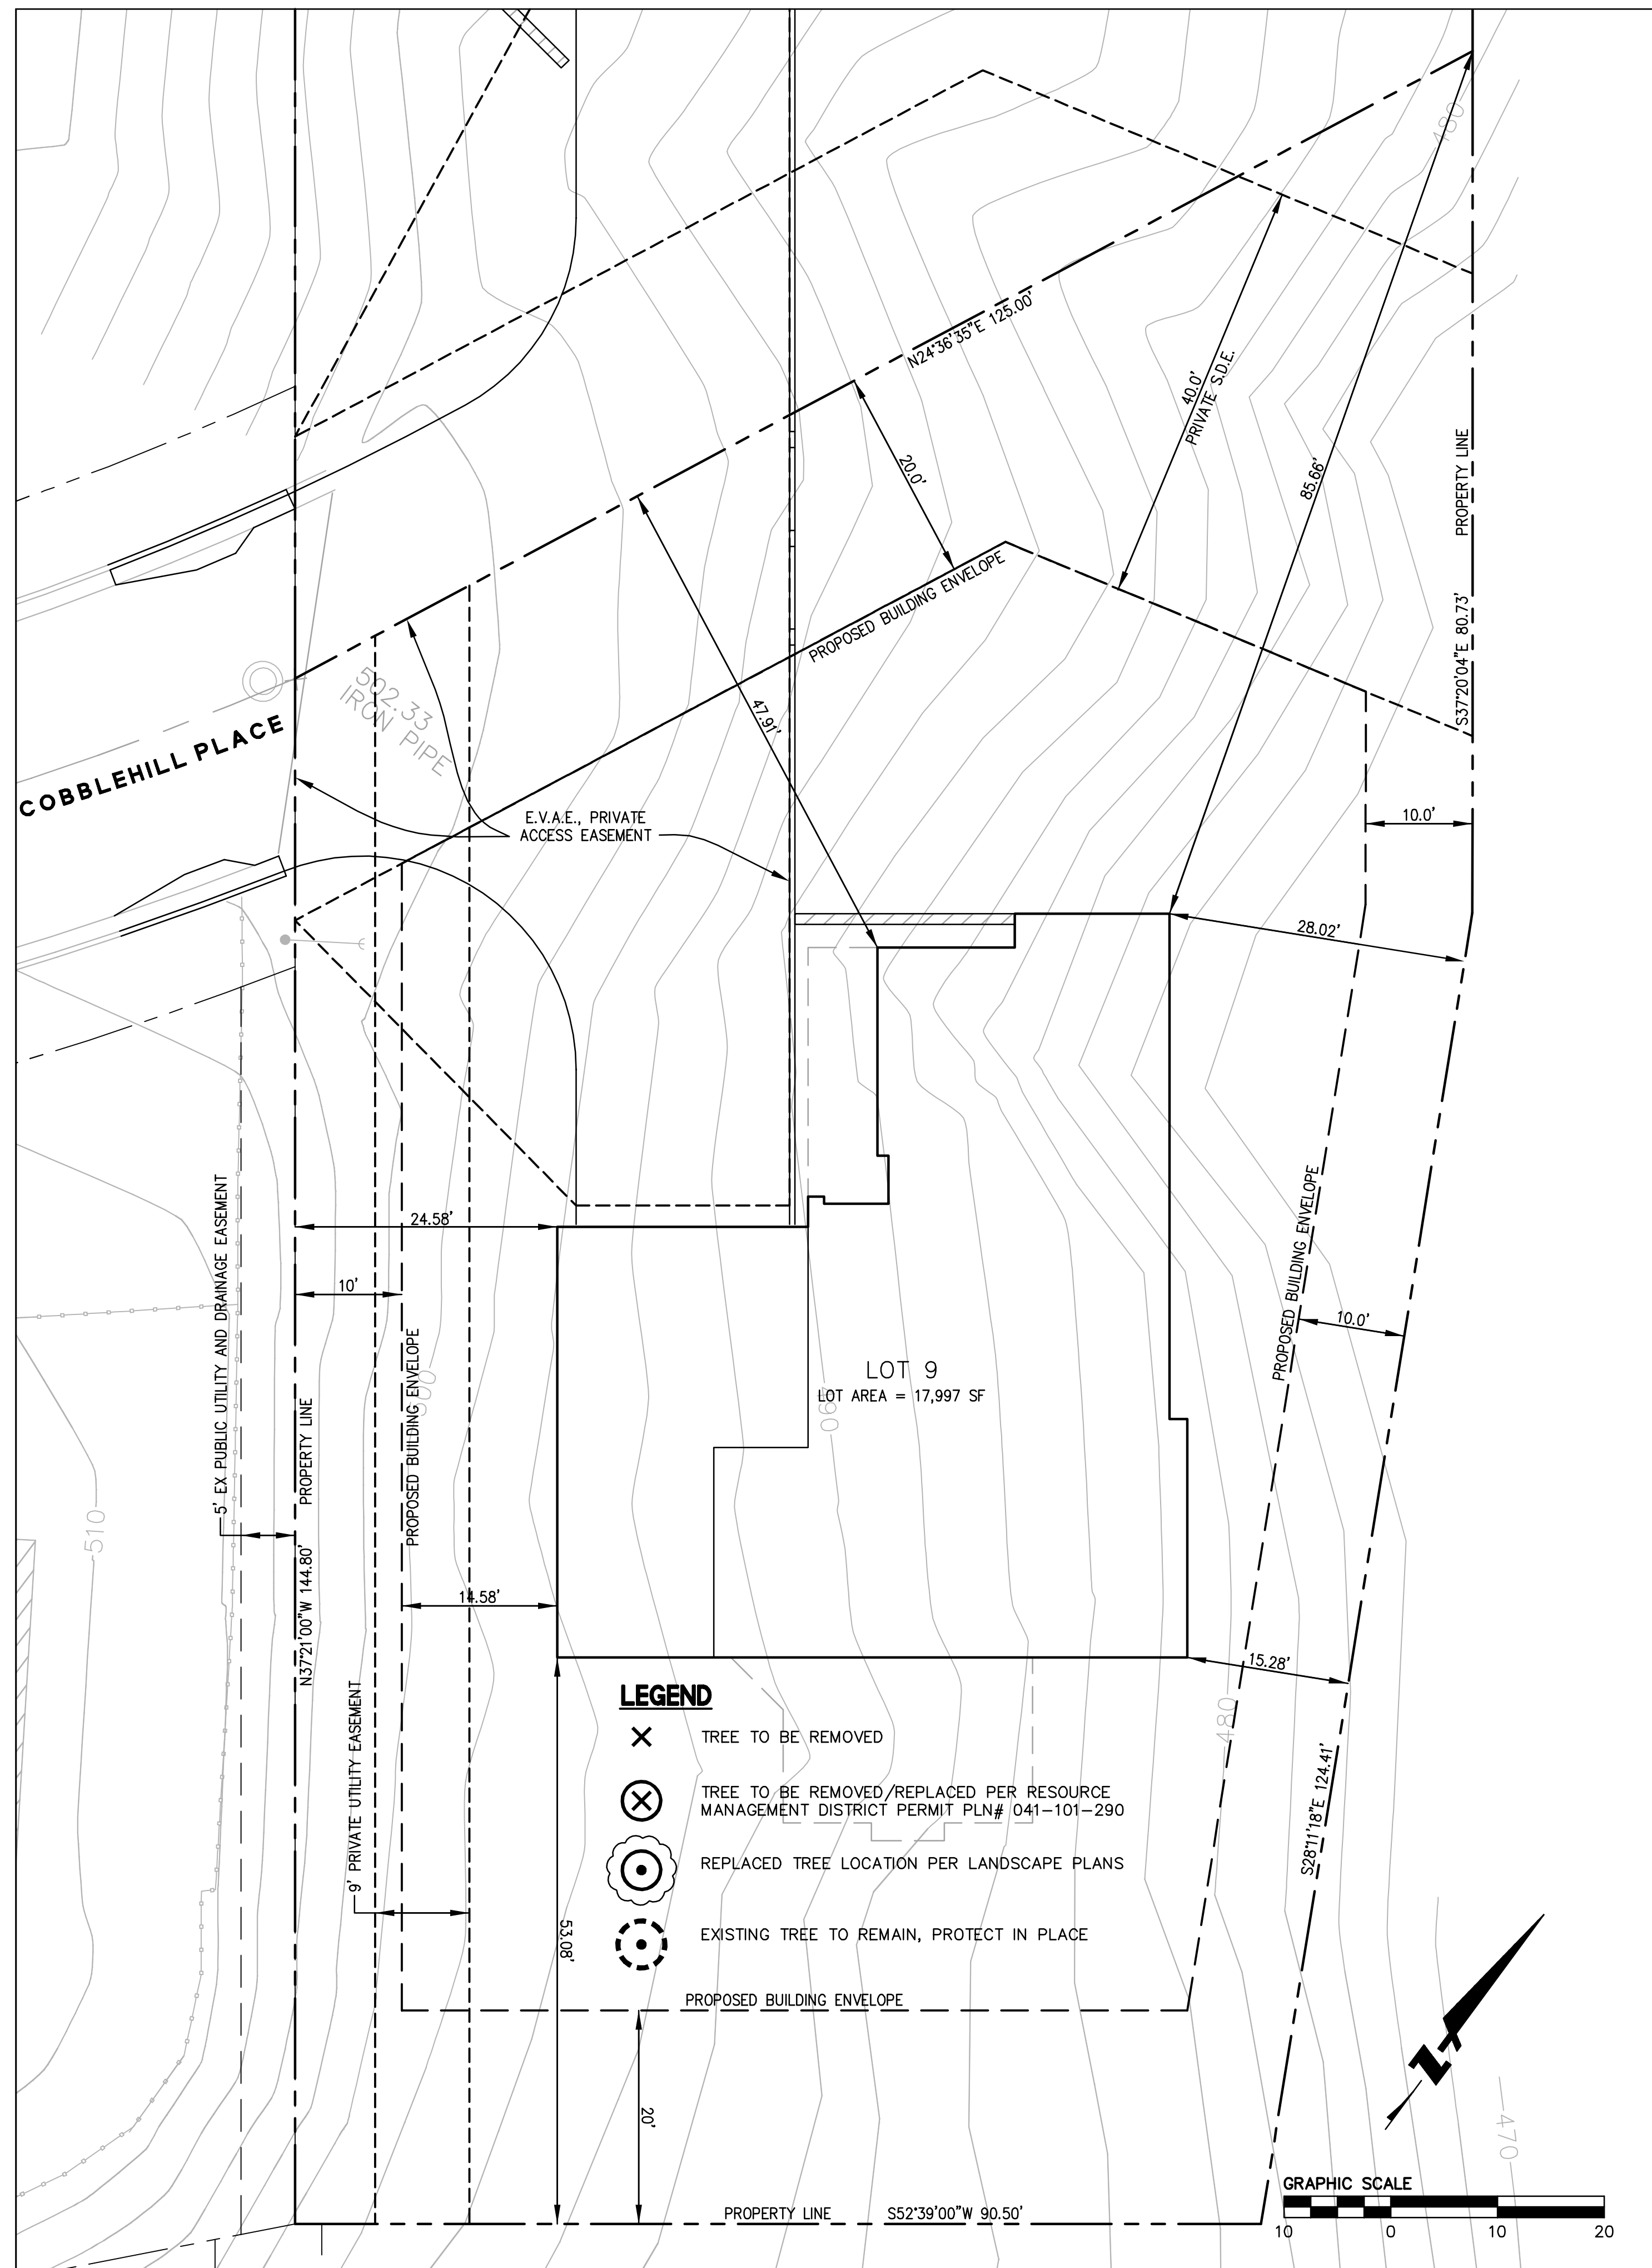 480
N24°36'35"E 125.00'
40.0'
PRIVATE S.D.E.
85.66'
PROPERTY LINE
S37°20'04"E 80.73'
20.0'
PROPOSED BUILDING ENVELOPE
47.91'
502.33
IRON PIPE
COBBLEHILL PLACE
E.V.A.E., PRIVATE
ACCESS EASEMENT
10.0'
28.02'
5' EX PUBLIC UTILITY AND DRAINAGE EASEMENT
24.58'
10'
PROPERTY LINE
N37°21'00"W 144.80'
PROPOSED BUILDING ENVELOPE
500
LOT 9
LOT AREA = 17,997 SF
490
PROPOSED BUILDING ENVELOPE
10.0'
510
14.58'
15.28'
9' PRIVATE UTILITY EASEMENT
LEGEND
TREE TO BE REMOVED
TREE TO BE REMOVED/REPLACED PER RESOURCE
MANAGEMENT DISTRICT PERMIT PLN# 041-101-290
REPLACED TREE LOCATION PER LANDSCAPE PLANS
EXISTING TREE TO REMAIN, PROTECT IN PLACE
480
S28°11'18"E 124.41'
53.08'
PROPOSED BUILDING ENVELOPE
20'
N
470
PROPERTY LINE S52°39'00"W 90.50'
GRAPHIC SCALE
10 0 10 20